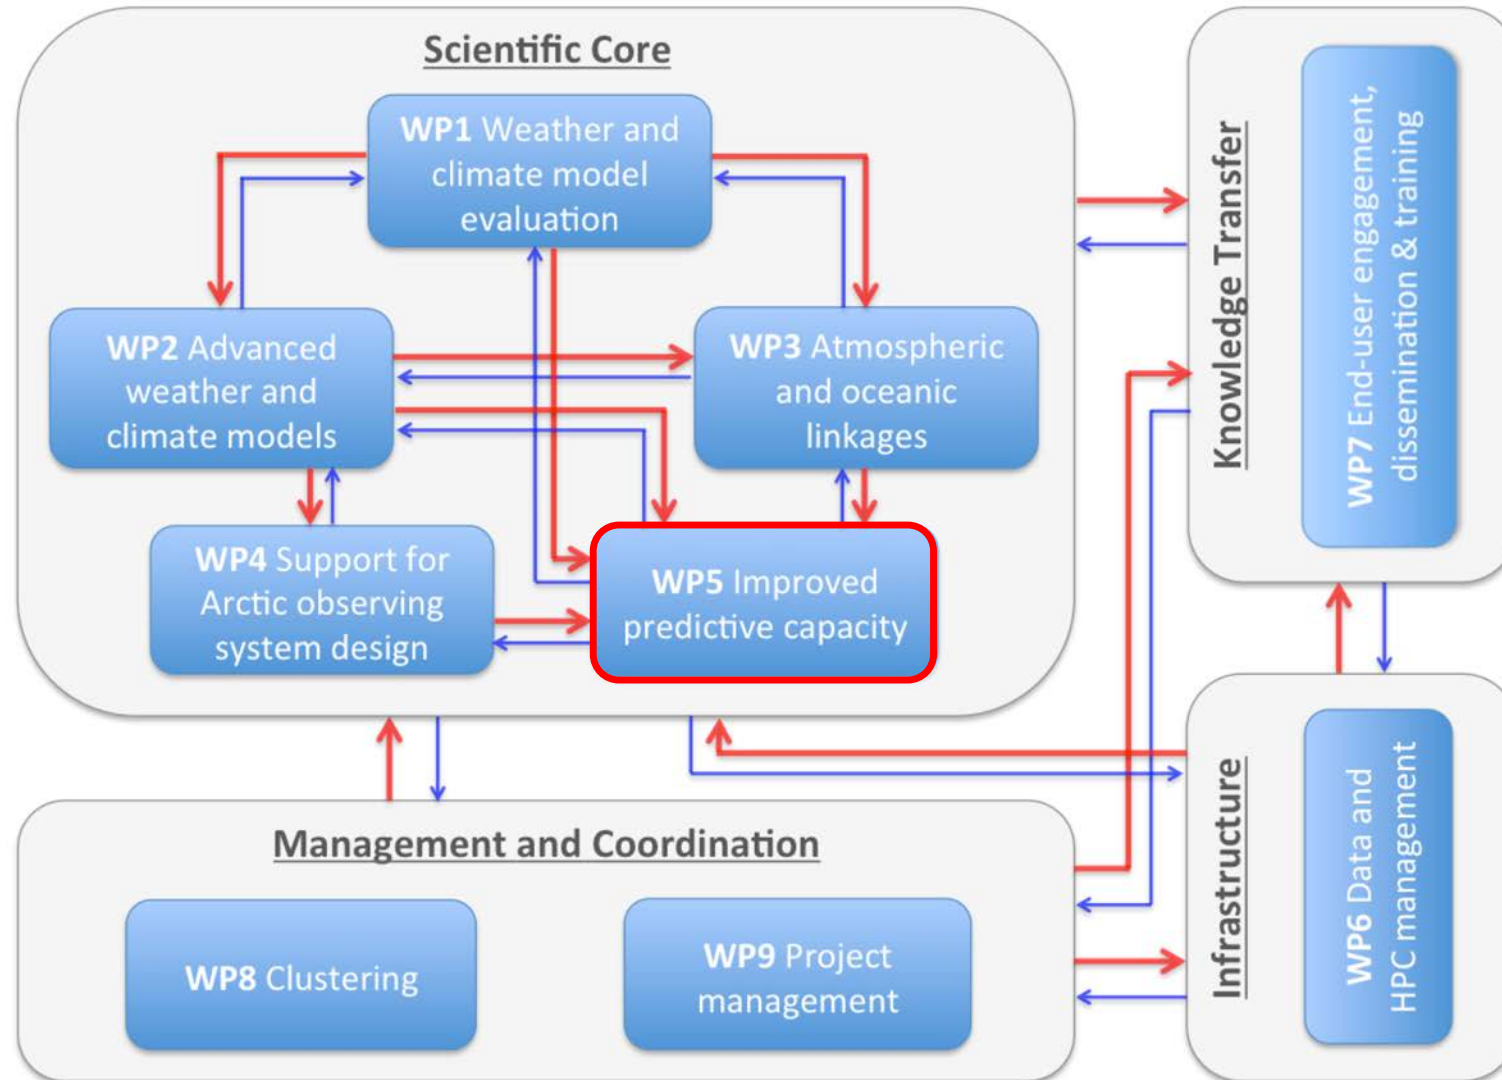 Scientific Core
WP1 Weather and
climate model
evaluation
WP2 Advanced
weather and
climate models
WP3 Atmospheric
and oceanic
linkages
WP4 Support for
Arctic observing
system design
WP5 Improved
predictive capacity
Knowledge Transfer
WP7 End-user engagement,
dissemination & training
Management and Coordination
WP8 Clustering
WP9 Project
management
Infrastructure
WP6 Data and
HPC management